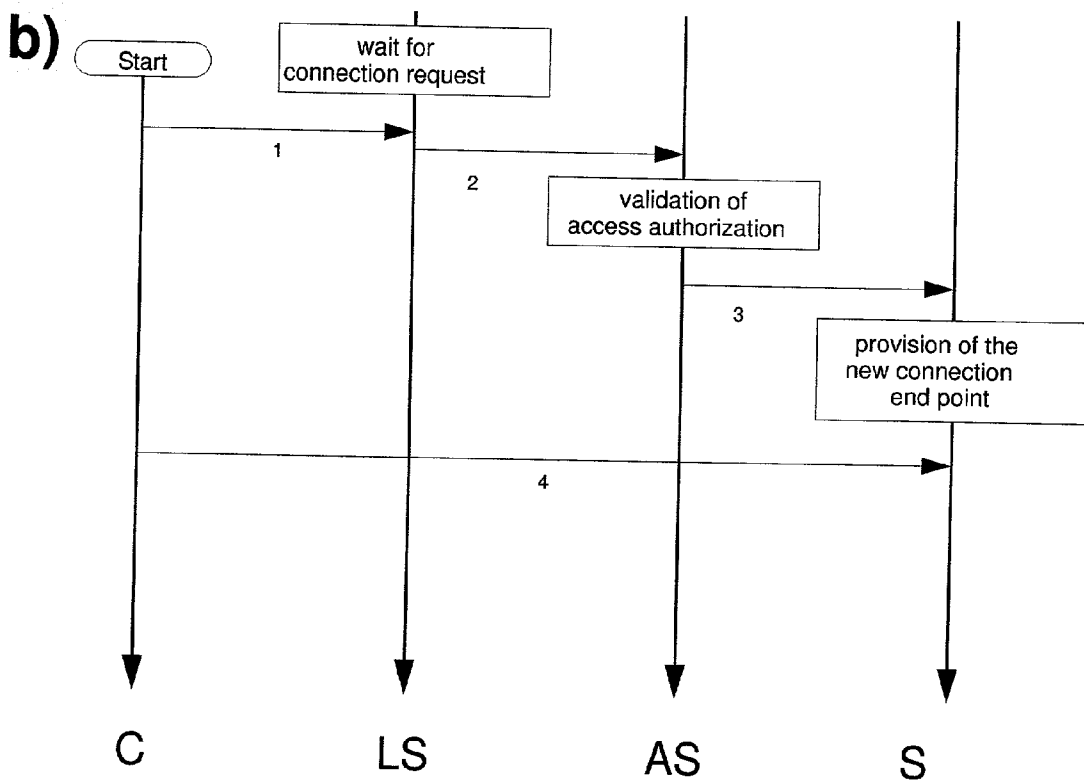 b)
Start
wait for
connection request
1
2
validation of
access authorization
3
provision of the
new connection
end point
4
C
LS
AS
S